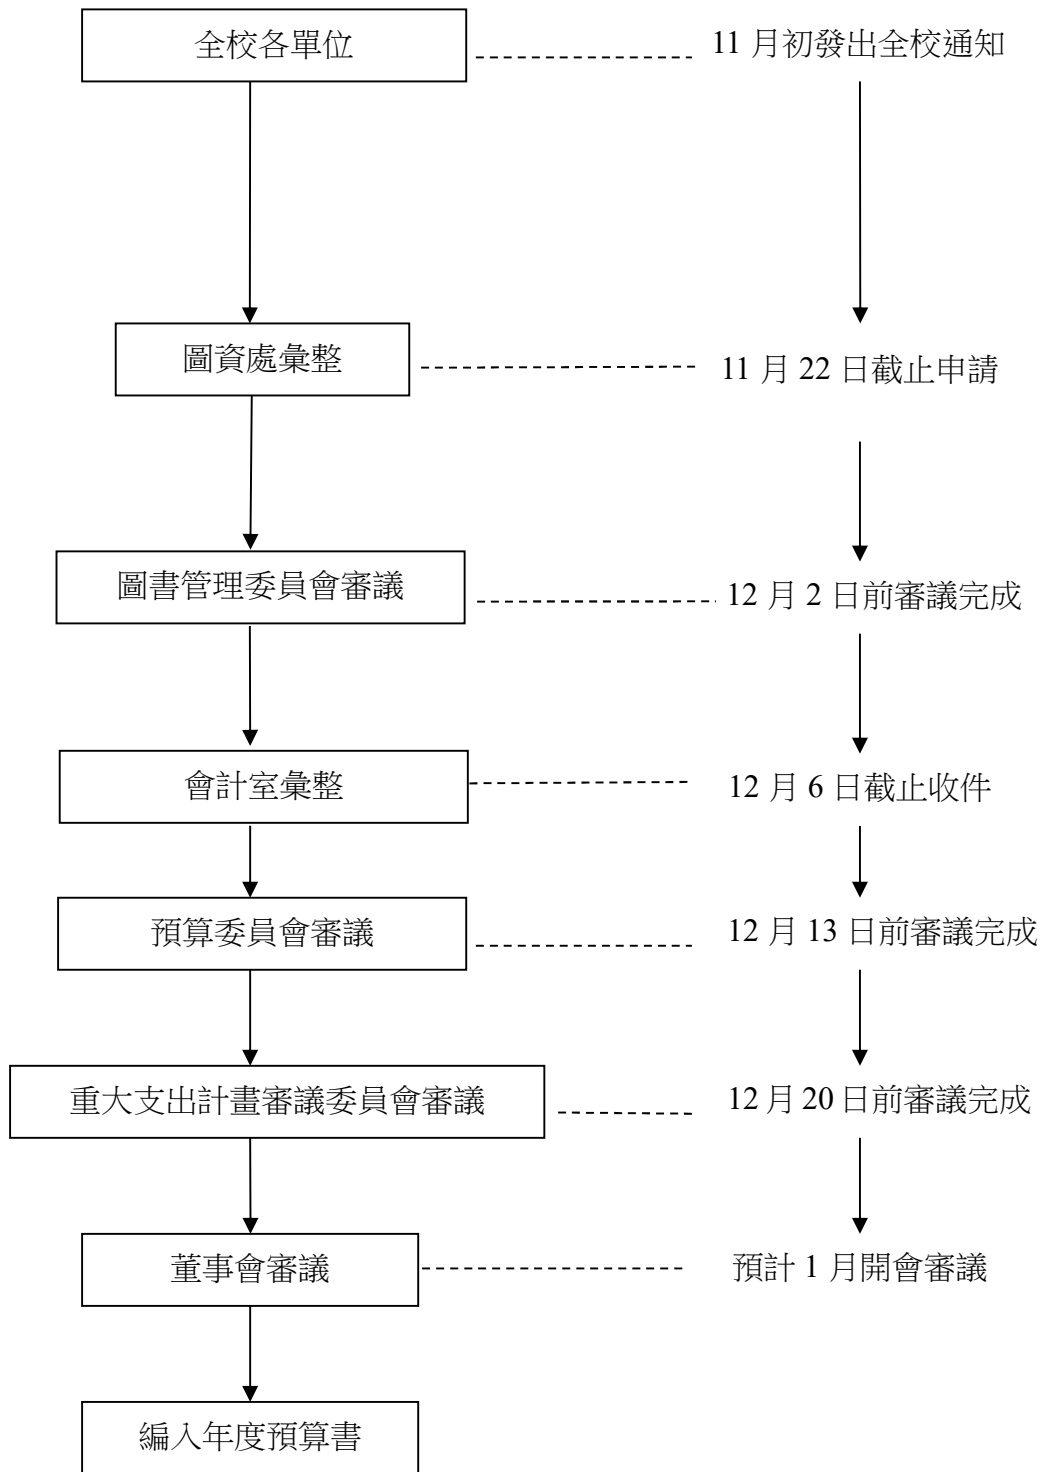 全校各單位
11 月初發出全校通知
圖資處彙整
11 月 22 日截止申請
圖書管理委員會審議
12 月 2 日前審議完成
會計室彙整
12 月 6 日截止收件
預算委員會審議
12 月 13 日前審議完成
重大支出計畫審議委員會審議
12 月 20 日前審議完成
董事會審議
預計 1 月開會審議
編入年度預算書